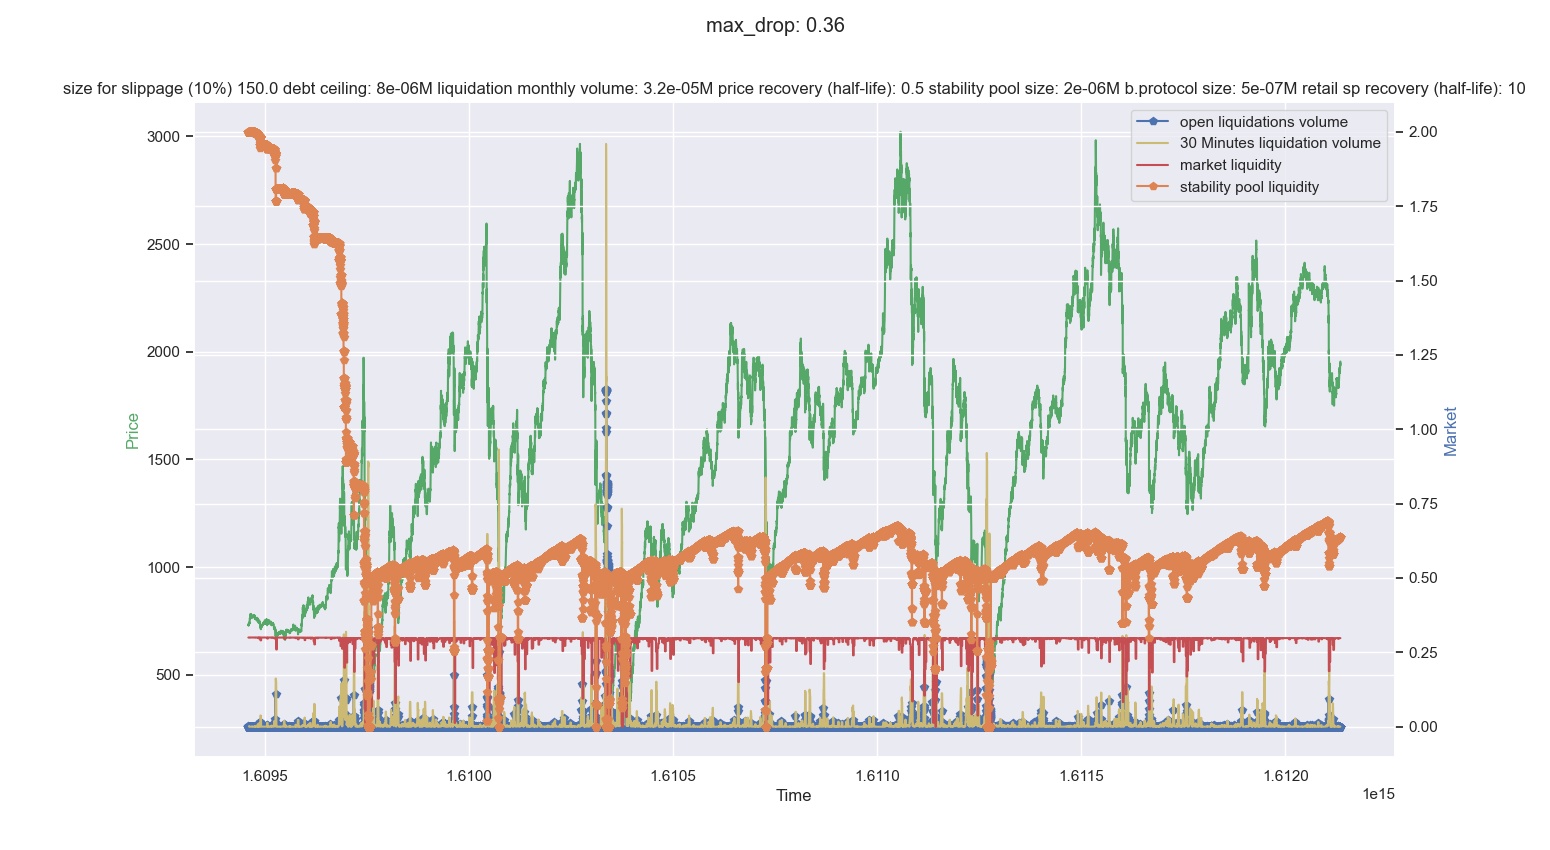 max_drop: 0.36
size for slippage (10%) 150.0 debt ceiling: 8e-06M liquidation monthly volume: 3.2e-05M price recovery (half-life): 0.5 stability pool size: 2e-06M b.protocol size: 5e-07M retail sp recovery (half-life): 10
open liquidations volume
30 Minutes liquidation volume
market liquidity
stability pool liquidity
3000
2500
2000
1500
1000
500
Price
2.00
1.75
1.50
1.25
1.00
0.75
0.50
0.25
0.00
Market
1.6095 1.6100 1.6105 1.6110 1.6115 1.6120
Time
1e15